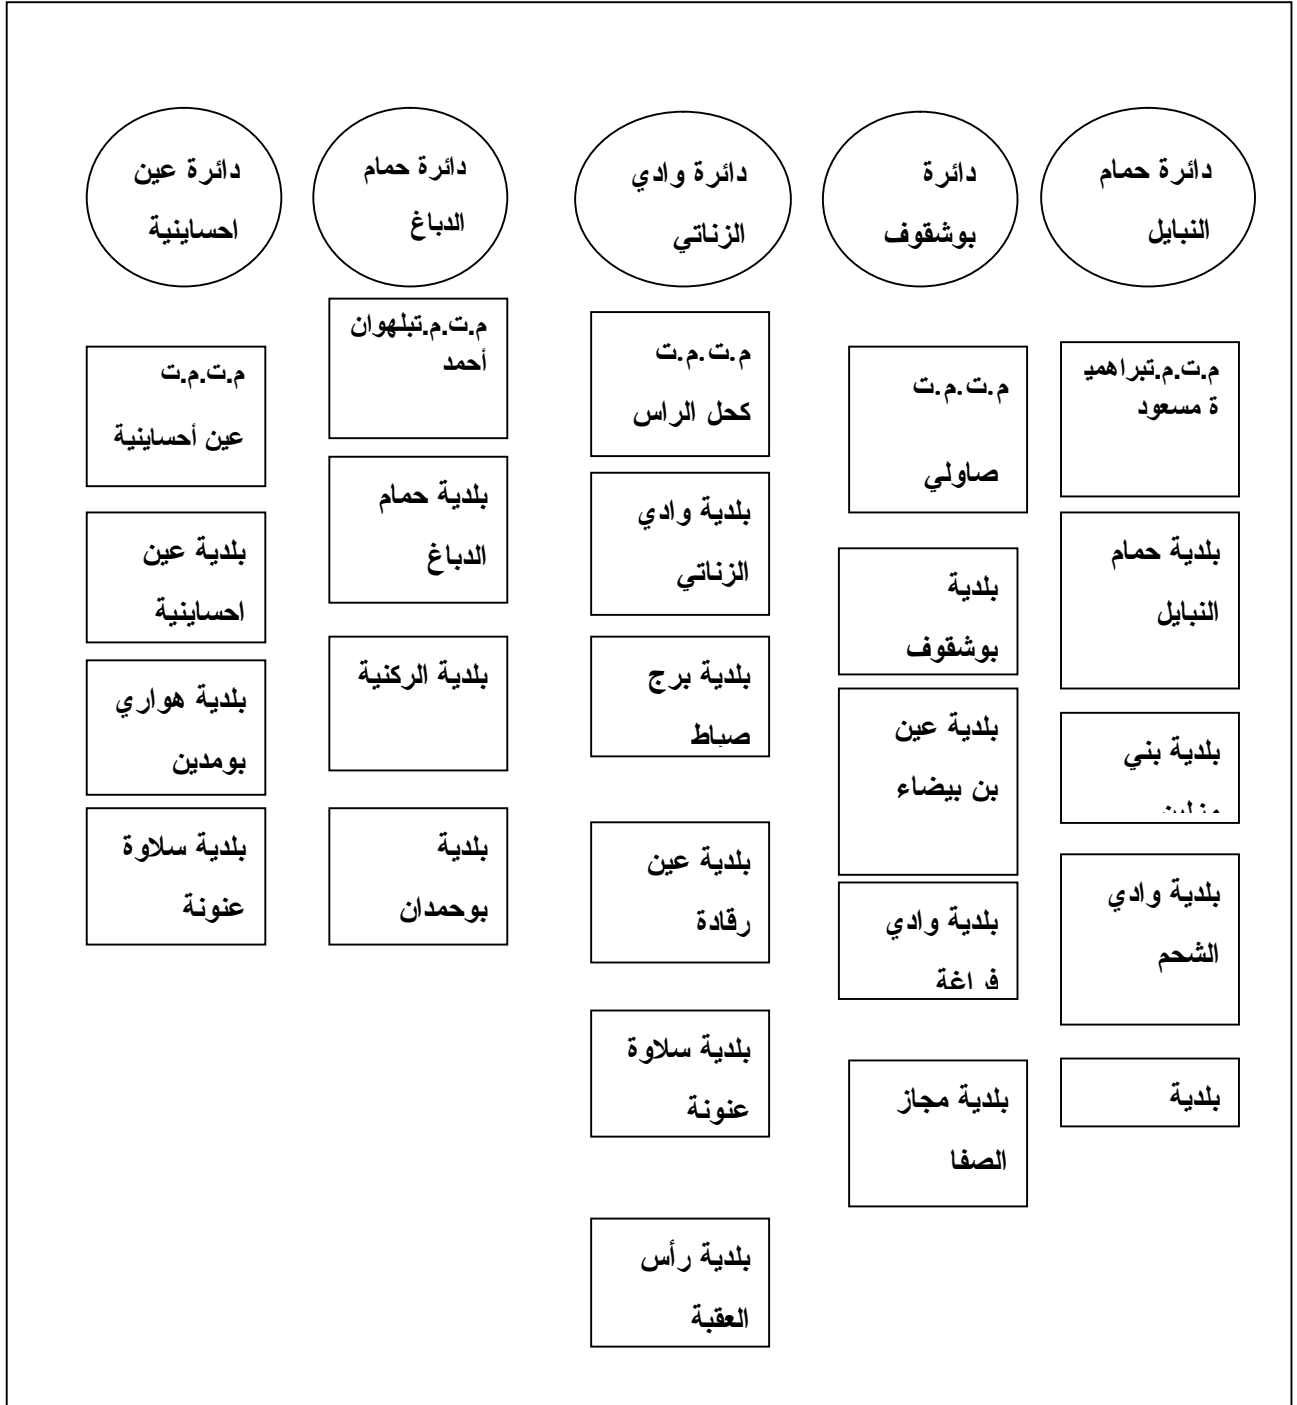 دائرة حمام
النبايل
دائرة
بوشقوف
دائرة وادي
الزناتي
دائرة حمام
الدباغ
دائرة عين
احساينية
م.ت.م.تبراهمي
ة مسعود
بلدية حمام
النبايل
بلدية بني
مزلين
بلدية وادي
الشحم
بلدية
م.ت.م.ت
صاولي
بلدية
بوشقوف
بلدية عين
بن بيضاء
بلدية وادي
فراغة
بلدية مجاز
الصفا
م.ت.م.ت
كحل الراس
بلدية وادي
الزناتي
بلدية برج
صباط
بلدية عين
رقادة
بلدية سلاوة
عنونة
بلدية رأس
العقبة
م.ت.م.تبلهوان
أحمد
بلدية حمام
الدباغ
بلدية الركنية
بلدية
بوحمدان
م.ت.م.ت
عين أحساينية
بلدية عين
احساينية
بلدية هواري
بومدين
بلدية سلاوة
عنونة